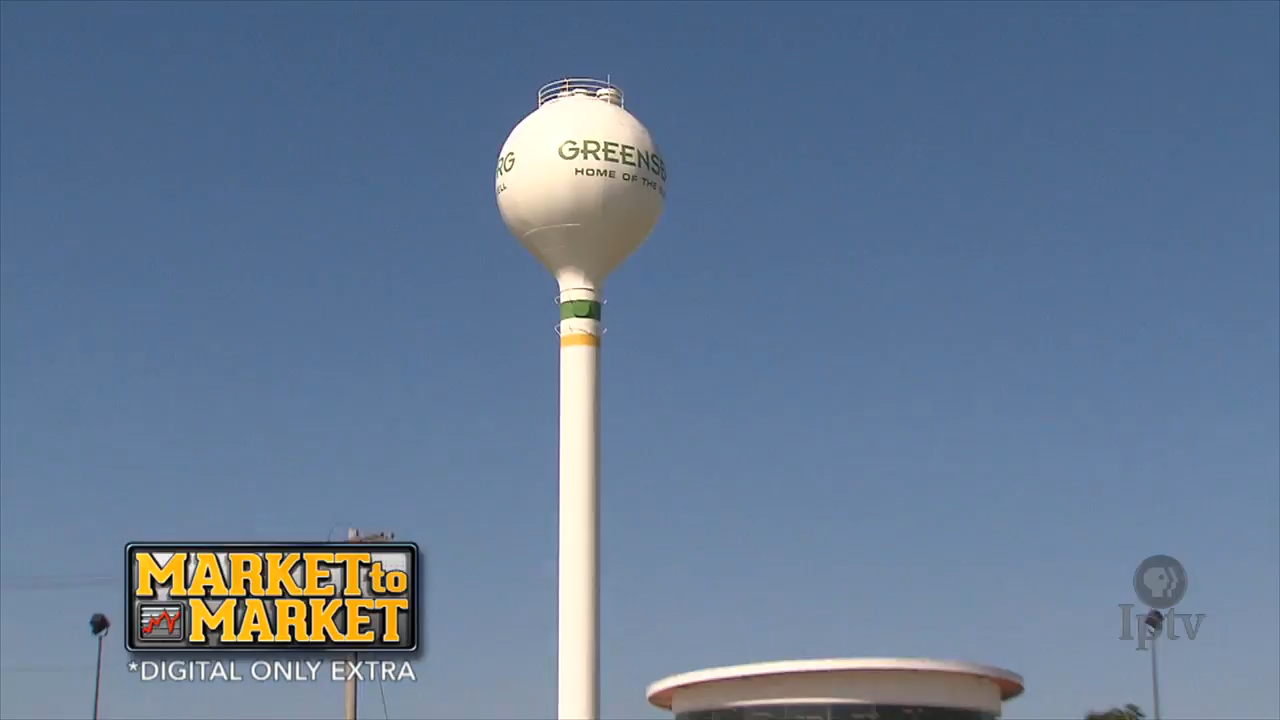 GREENSB
HOME OF THE
RG
MARKET to
MARKET
*DIGITAL ONLY EXTRA
Iptv